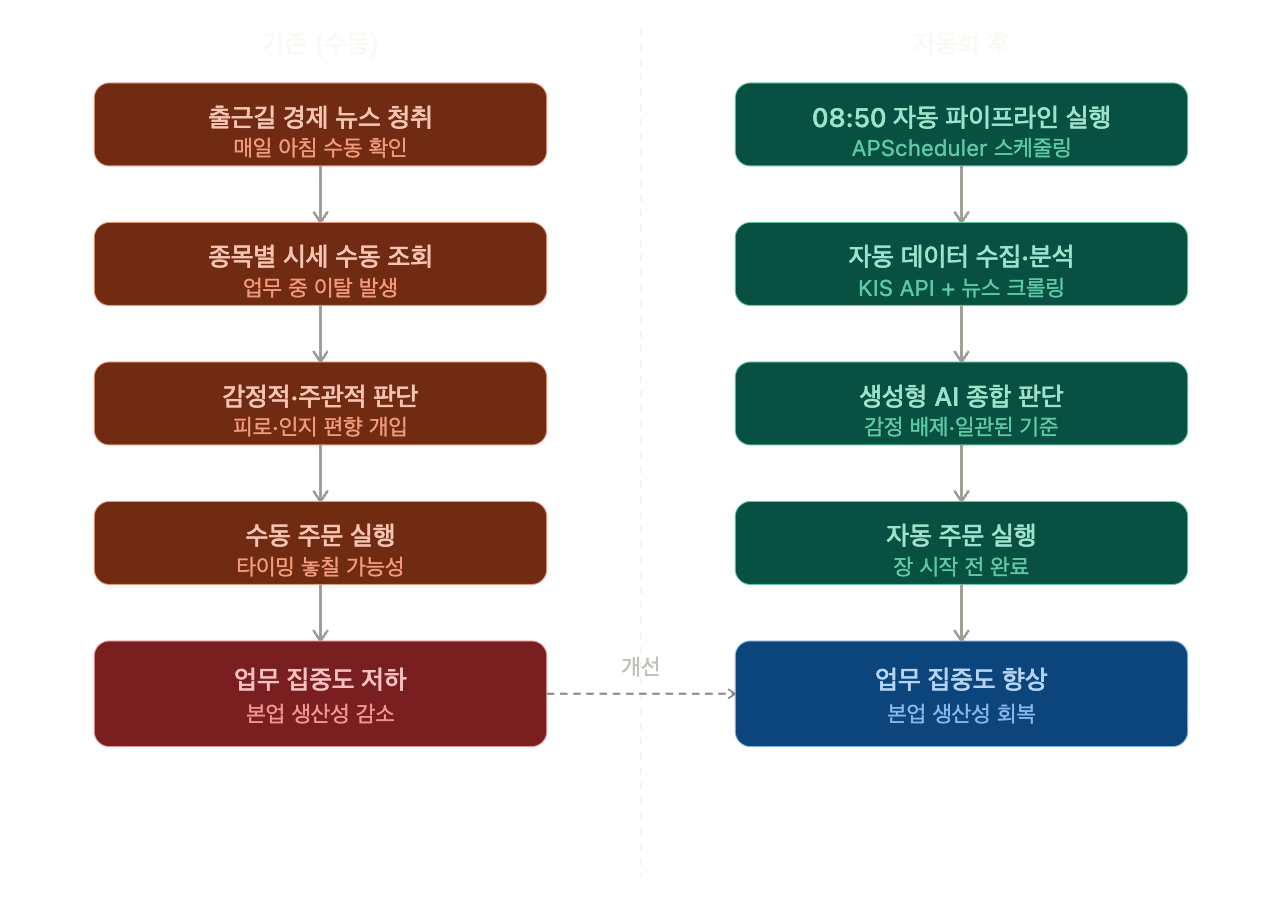 기존 (수동)
출근길 경제 뉴스 청취
매일 아침 수동 확인
종목별 시세 수동 조회
업무 중 이탈 발생
감정적·주관적 판단
피로·인지 편향 개입
수동 주문 실행
타이밍 놓칠 가능성
업무 집중도 저하
본업 생산성 감소
개선
자동화 후
08:50 자동 파이프라인 실행
APScheduler 스케줄링
자동 데이터 수집·분석
KIS API + 뉴스 크롤링
생성형 AI 종합 판단
감정 배제·일관된 기준
자동 주문 실행
장 시작 전 완료
업무 집중도 향상
본업 생산성 회복